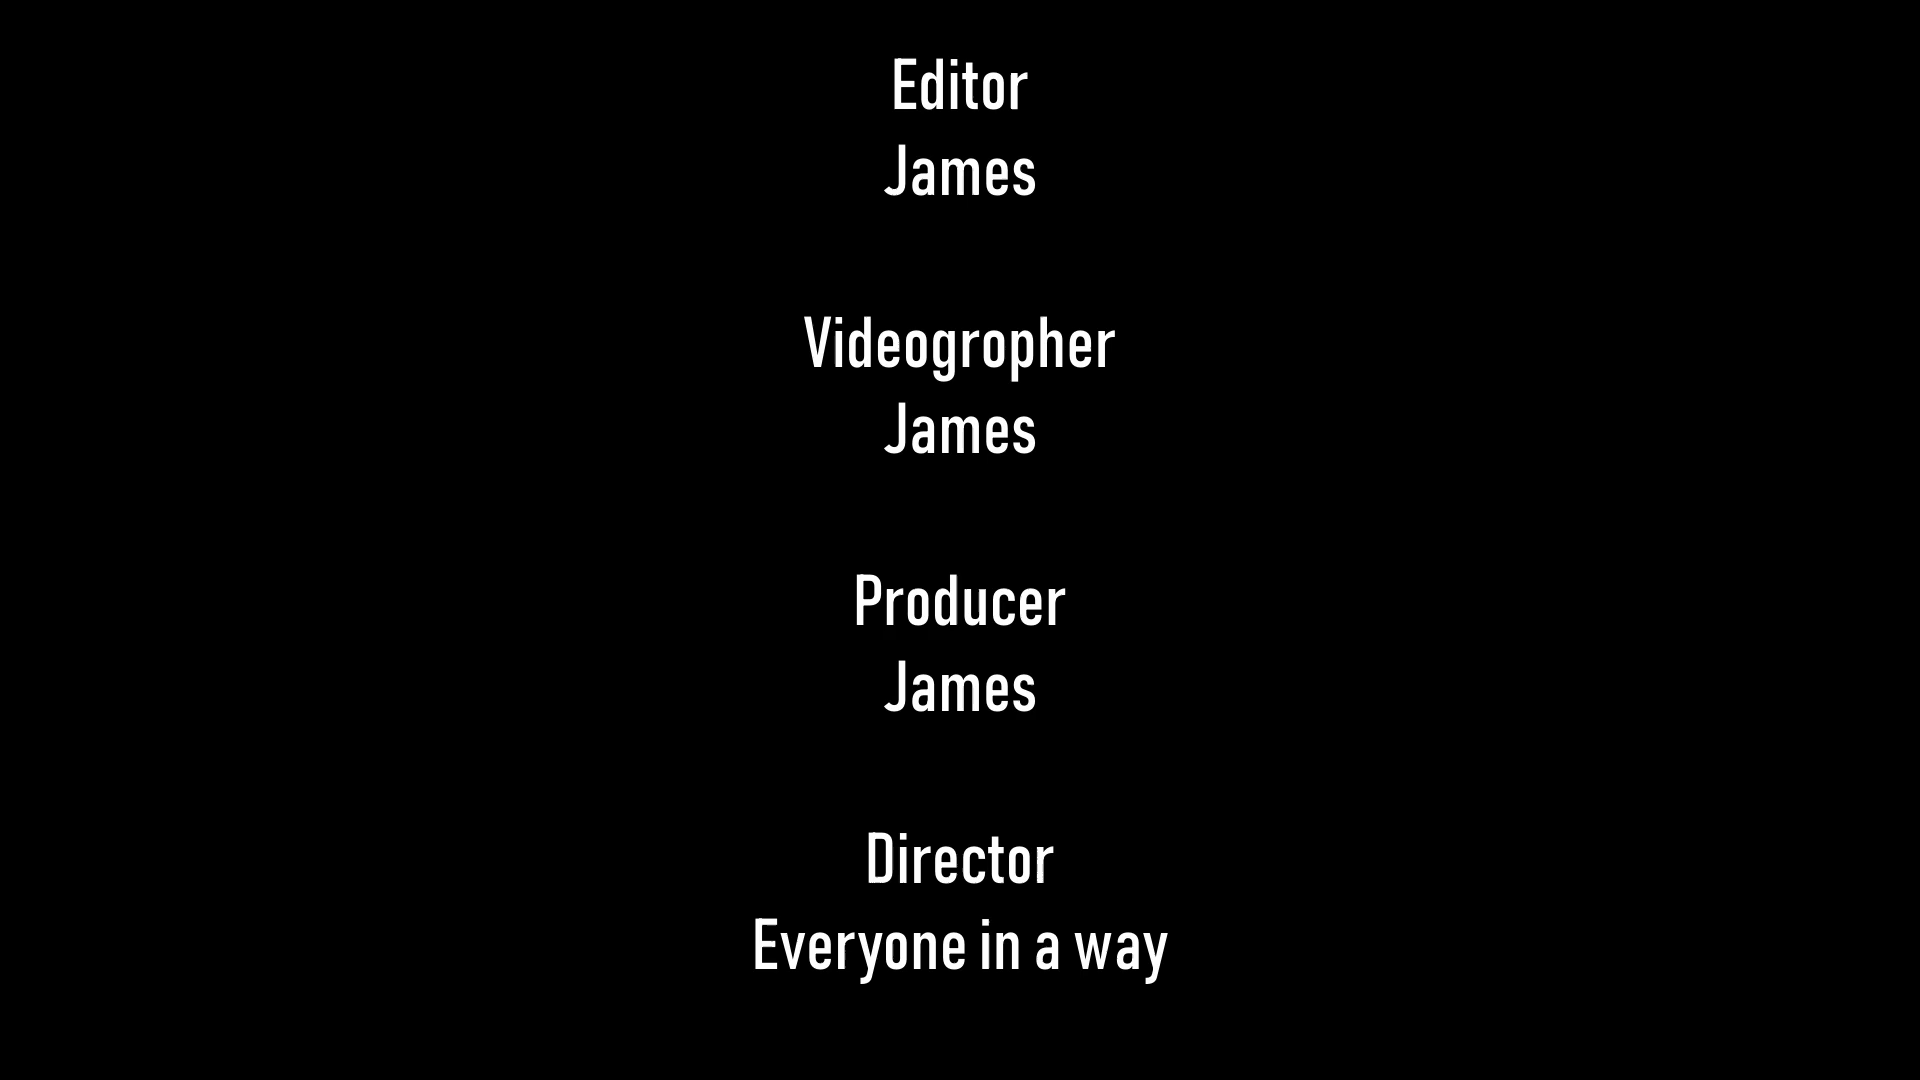 Editor
James
Videogropher
James
Producer
James
Director
Everyone in a way